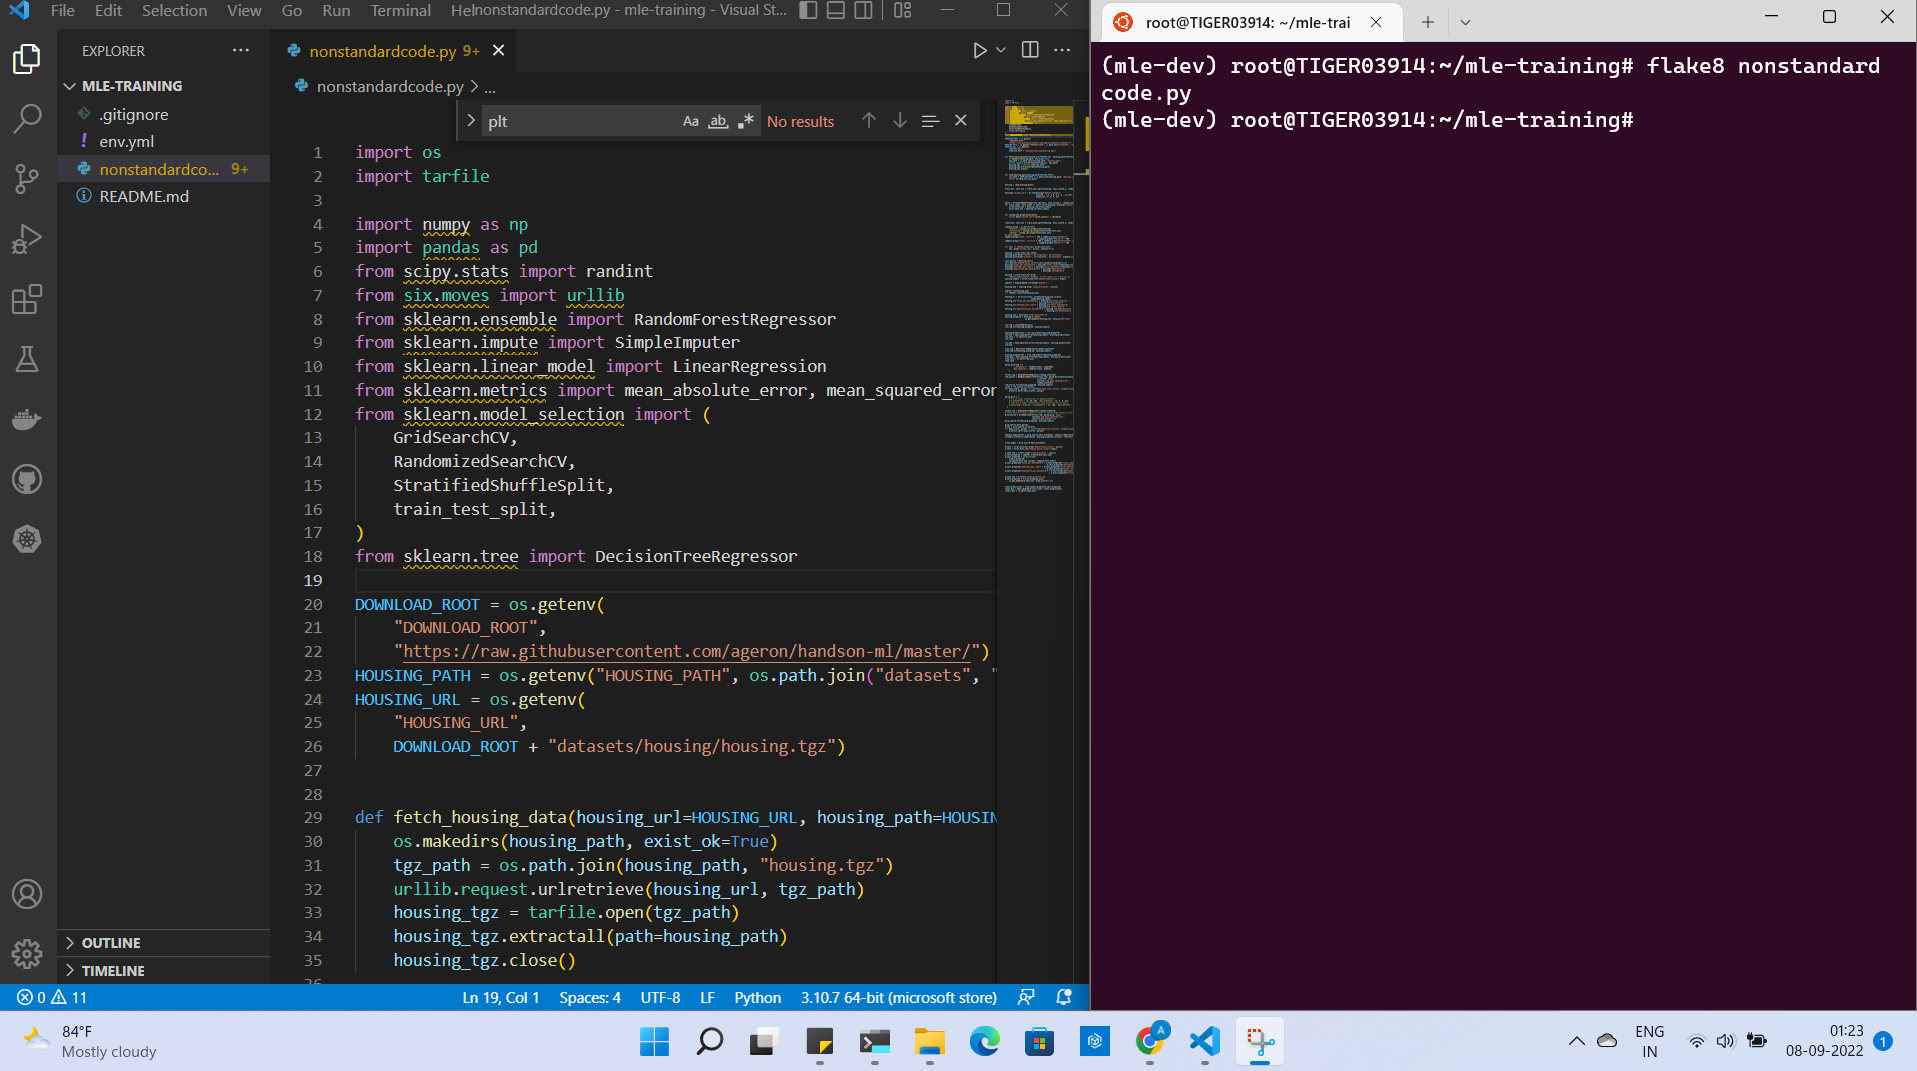 File Edit Selection View Go Run Terminal Hel
nonstandardcode.py - mle-training - Visual St...
EXPLORER
MLE-TRAINING
.gitignore
! env.yml
nonstandardco... 9+
README.md
OUTLINE
TIMELINE
nonstandardcode.py 9+
nonstandardcode.py > ...
plt
Aa
ab
No results
1 import os
2 import tarfile
3
4 import numpy as np
5 import pandas as pd
6 from scipy.stats import randint
7 from six.moves import urllib
8 from sklearn.ensemble import RandomForestRegressor
9 from sklearn.impute import SimpleImputer
10 from sklearn.linear_model import LinearRegression
11 from sklearn.metrics import mean_absolute_error, mean_squared_error
12 from sklearn.model_selection import (
13 GridSearchCV,
14 RandomizedSearchCV,
15 StratifiedShuffleSplit,
16 train_test_split,
17 )
18 from sklearn.tree import DecisionTreeRegressor
19
20 DOWNLOAD_ROOT = os.getenv(
21 "DOWNLOAD_ROOT",
22 "https://raw.githubusercontent.com/ageron/handson-ml/master/")
23 HOUSING_PATH = os.getenv("HOUSING_PATH", os.path.join("datasets", "
24 HOUSING_URL = os.getenv(
25 "HOUSING_URL",
26 DOWNLOAD_ROOT + "datasets/housing/housing.tgz")
27
28
29 def fetch_housing_data(housing_url=HOUSING_URL, housing_path=HOUSIN
30 os.makedirs(housing_path, exist_ok=True)
31 tgz_path = os.path.join(housing_path, "housing.tgz")
32 urllib.request.urlretrieve(housing_url, tgz_path)
33 housing_tgz = tarfile.open(tgz_path)
34 housing_tgz.extractall(path=housing_path)
35 housing_tgz.close()
0 11
Ln 19, Col 1 Spaces: 4 UTF-8 LF Python 3.10.7 64-bit (microsoft store)
root@TIGER03914: ~/mle-trai
(mle-dev) root@TIGER03914:~/mle-training# flake8 nonstandard
code.py
(mle-dev) root@TIGER03914:~/mle-training#
84°F
Mostly cloudy
A
ENG
IN
01:23
08-09-2022
1